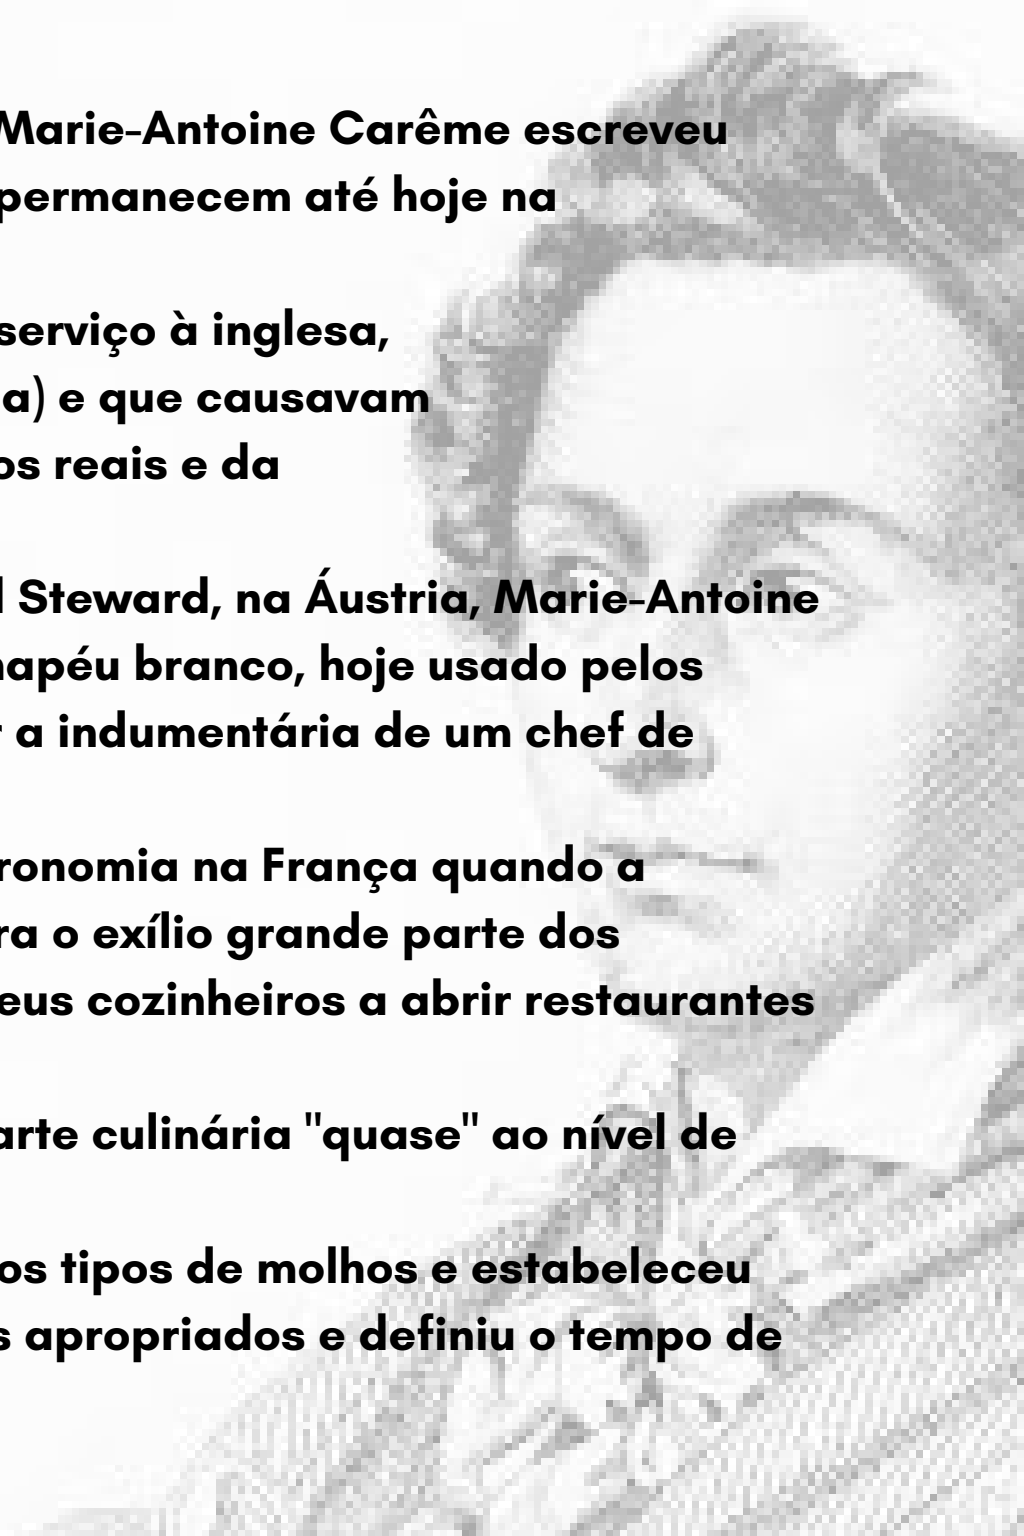 Marie-Antoine Carême escreveu
permanecem até hoje na
serviço à inglesa,
a) e que causavam
os reais e da
Steward, na Áustria, Marie-Antoine
hapéu branco, hoje usado pelos
a indumentária de um chef de
ronomia na França quando a
ra o exílio grande parte dos
eus cozinheiros a abrir restaurantes
arte culinária "quase" ao nível de
os tipos de molhos e estabeleceu
s apropriados e definiu o tempo de